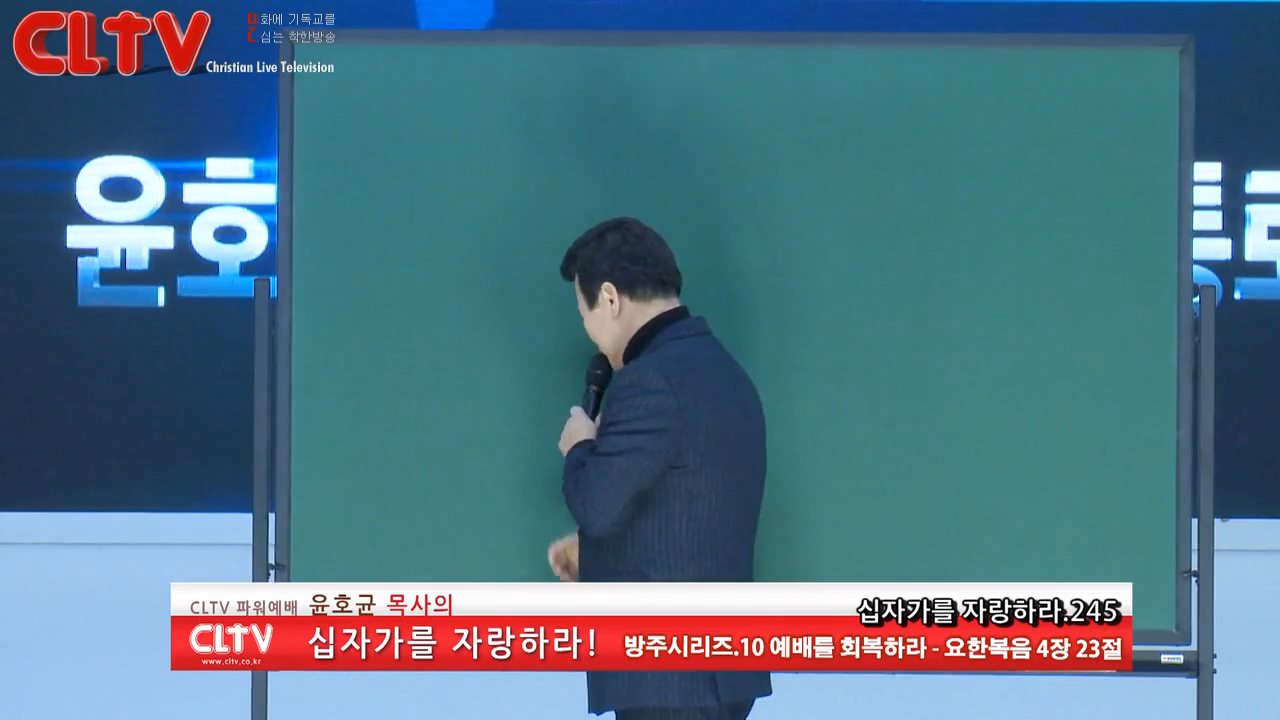 CLTV
문화에 기독교를
심는 착한방송
Christian Live Television
윤호
CLTV 파워예배 윤호균 목사의
십자가를 자랑하라.245
CLTV
www.cltv.co.kr
십자가를 자랑하라!
방주시리즈.10 예배를 회복하라 - 요한복음 4장 23절